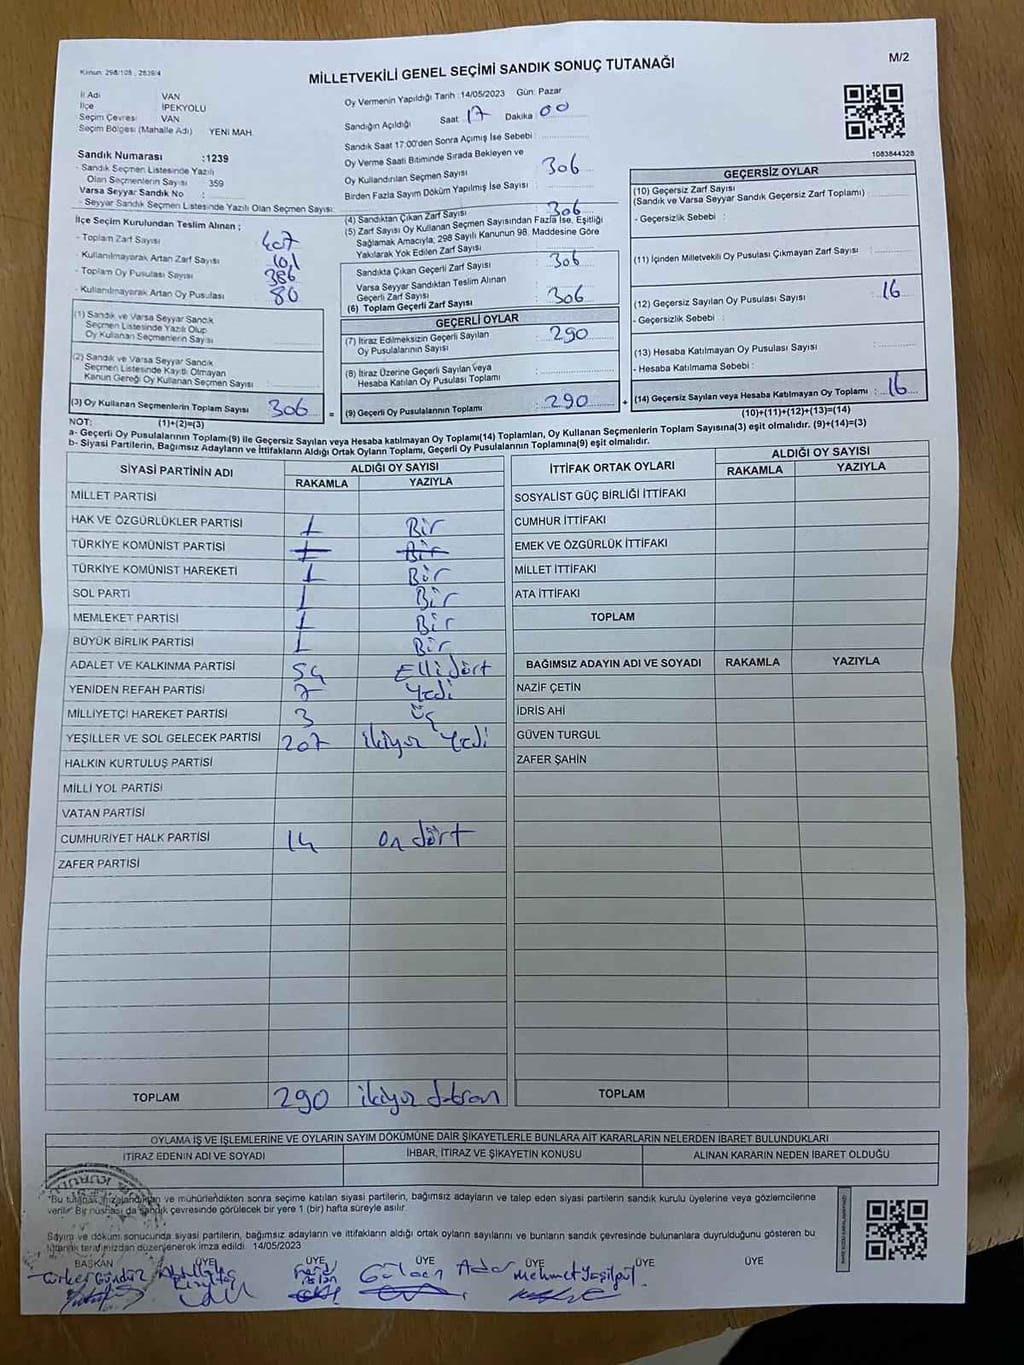 Kanun: 298/105, 2839/4
MİLLETVEKİLİ GENEL SEÇİMİ SANDIK SONUÇ TUTANAĞI
M/2
İl Adı VAN
İlçe İPEKYOLU
Seçim Çevresi VAN
Seçim Bölgesi (Mahalle Adı) YENİ MAH.
Sandık Numarası :1239
- Sandık Seçmen Listesinde Yazılı
Olan Seçmenlerin Sayısı : 359
Varsa Seyyar Sandık No :
- Seyyar Sandık Seçmen Listesinde Yazılı Olan Seçmen Sayısı:
Oy Vermenin Yapıldığı Tarih :14/05/2023 Gün: Pazar
Sandığın Açıldığı Saat : 17 Dakika : 00
Sandık Saat 17:00'den Sonra Açılmış İse Sebebi :
Oy Verme Saati Bitiminde Sırada Bekleyen ve
Oy Kullandırılan Seçmen Sayısı : 306
Birden Fazla Sayım Döküm Yapılmış İse Sayısı :
1083844328
İlçe Seçim Kurulundan Teslim Alınan ;
- Toplam Zarf Sayısı : 407
- Kullanılmayarak Artan Zarf Sayısı : 101
- Toplam Oy Pusulası Sayısı : 386
- Kullanılmayarak Artan Oy Pusulası : 80
(1) Sandık ve Varsa Seyyar Sandık
Seçmen Listesinde Yazılı Olup
Oy Kullanan Seçmenlerin Sayısı :
(2) Sandık ve Varsa Seyyar Sandık
Seçmen Listesinde Kayıtlı Olmayan
Kanun Gereği Oy Kullanan Seçmen Sayısı :
(3) Oy Kullanan Seçmenlerin Toplam Sayısı : 306
(1)+(2)=(3)
(4) Sandıktan Çıkan Zarf Sayısı : 306
(5) Zarf Sayısı Oy Kullanan Seçmen Sayısından Fazla İse, Eşitliği
Sağlamak Amacıyla, 298 Sayılı Kanunun 98. Maddesine Göre
Yakılarak Yok Edilen Zarf Sayısı :
Sandıkta Çıkan Geçerli Zarf Sayısı : 306
Varsa Seyyar Sandıktan Teslim Alınan
Geçerli Zarf Sayısı :
(6) Toplam Geçerli Zarf Sayısı : 306
GEÇERLİ OYLAR
(7) İtiraz Edilmeksizin Geçerli Sayılan
Oy Pusulalarının Sayısı : 290
(8) İtiraz Üzerine Geçerli Sayılan veya
Hesaba Katılan Oy Pusulası Toplamı :
= (9) Geçerli Oy Pusulalarının Toplamı : 290
GEÇERSİZ OYLAR
(10) Geçersiz Zarf Sayısı
(Sandık ve Varsa Seyyar Sandık Geçersiz Zarf Toplamı) :
- Geçersizlik Sebebi :
(11) İçinden Milletvekili Oy Pusulası Çıkmayan Zarf Sayısı :
(12) Geçersiz Sayılan Oy Pusulası Sayısı : 16
- Geçersizlik Sebebi :
(13) Hesaba Katılmayan Oy Pusulası Sayısı :
- Hesaba Katılmama Sebebi :
+ (14) Geçersiz Sayılan veya Hesaba Katılmayan Oy Toplamı : 16
(10)+(11)+(12)+(13)=(14)
NOT:
a- Geçerli Oy Pusulalarının Toplamı(9) ile Geçersiz Sayılan veya Hesaba katılmayan Oy Toplamı(14) Toplamları, Oy Kullanan Seçmenlerin Toplam Sayısına(3) eşit olmalıdır. (9)+(14)=(3)
b- Siyasi Partilerin, Bağımsız Adayların ve İttifakların Aldığı Ortak Oyların Toplamı, Geçerli Oy Pusulalarının Toplamına(9) eşit olmalıdır.
SİYASİ PARTİNİN ADI ALDIĞI OY SAYISI
RAKAMLA YAZIYLA
MİLLET PARTİSİ
HAK VE ÖZGÜRLÜKLER PARTİSİ 1 Bir
TÜRKİYE KOMÜNİST PARTİSİ 1 Bir
TÜRKİYE KOMÜNİST HAREKETİ 1 Bir
SOL PARTİ 1 Bir
MEMLEKET PARTİSİ 1 Bir
BÜYÜK BİRLİK PARTİSİ 1 Bir
ADALET VE KALKINMA PARTİSİ 54 Elli dört
YENİDEN REFAH PARTİSİ 7 Yedi
MİLLİYETÇİ HAREKET PARTİSİ 3 Üç
YEŞİLLER VE SOL GELECEK PARTİSİ 207 ikiyüz Yedi
HALKIN KURTULUŞ PARTİSİ
MİLLİ YOL PARTİSİ
VATAN PARTİSİ
CUMHURİYET HALK PARTİSİ 14 on dört
ZAFER PARTİSİ
TOPLAM 290 ikiyüz doksan
İTTİFAK ORTAK OYLARI ALDIĞI OY SAYISI
RAKAMLA YAZIYLA
SOSYALİST GÜÇ BİRLİĞİ İTTİFAKI
CUMHUR İTTİFAKI
EMEK VE ÖZGÜRLÜK İTTİFAKI
MİLLET İTTİFAKI
ATA İTTİFAKI
TOPLAM
BAĞIMSIZ ADAYIN ADI VE SOYADI RAKAMLA YAZIYLA
NAZİF ÇETİN
İDRİS AHİ
GÜVEN TURGUL
ZAFER ŞAHİN
TOPLAM
OYLAMA İŞ VE İŞLEMLERİNE VE OYLARIN SAYIM DÖKÜMÜNE DAİR ŞİKAYETLERLE BUNLARA AİT KARARLARIN NELERDEN İBARET BULUNDUKLARI
İTİRAZ EDENİN ADI VE SOYADI İHBAR, İTİRAZ VE ŞİKAYETİN KONUSU ALINAN KARARIN NEDEN İBARET OLDUĞU
"Bu tutanak imzalandıktan ve mühürlendikten sonra seçime katılan siyasi partilerin, bağımsız adayların ve talep eden siyasi partilerin sandık kurulu üyelerine veya gözlemcilerine
verilir" Bir nüshası da sandık çevresinde görülecek bir yere 1 (bir) hafta süreyle asılır.
Sayım ve döküm sonucunda siyasi partilerin, bağımsız adayların ve ittifakların aldığı ortak oyların sayılarını ve bunların sandık çevresinde bulunanlara duyrulduğunu gösteren bu
tutanak tarafımızdan düzenlenerek imza edildi. 14/05/2023
BAŞKAN ÜYE ÜYE ÜYE ÜYE ÜYE ÜYE
Türker Gündüz Gülcen Adar Mehmet Yeşilyut